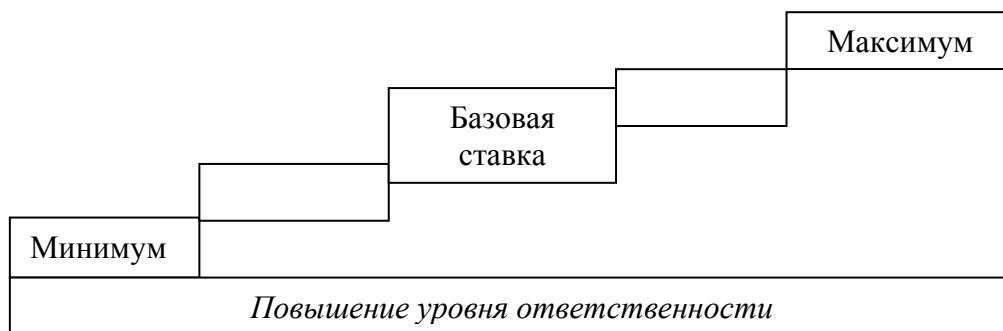 Максимум
Базовая
ставка
Минимум
Повышение уровня ответственности